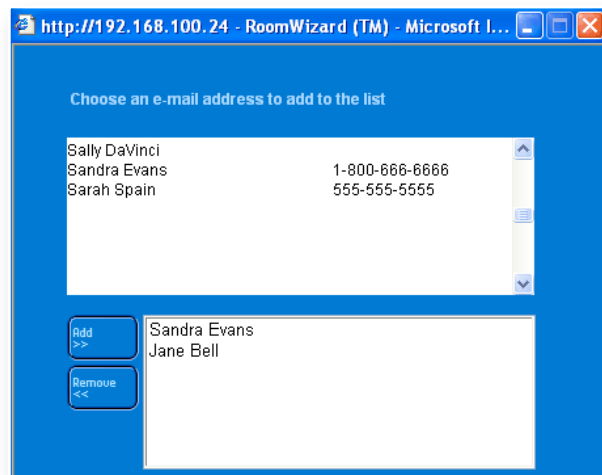 http://192.168.100.24 - RoomWizard (TM) - Microsoft I...
Choose an e-mail address to add to the list
Sally DaVinci
Sandra Evans 1-800-666-6666
Sarah Spain 555-555-5555
Add
>>
Sandra Evans
Jane Bell
Remove
<<